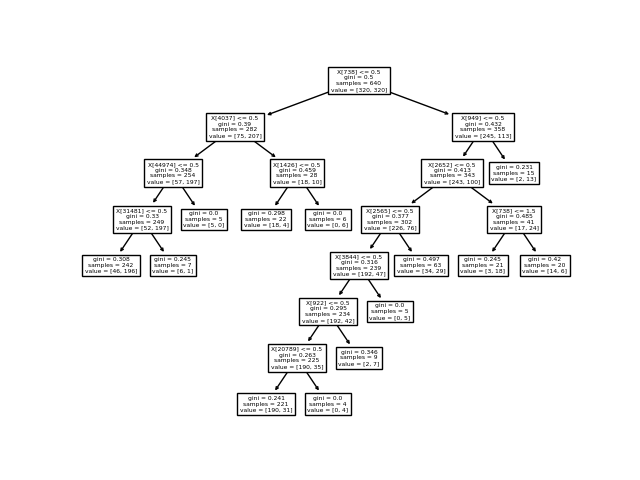 X[738] <= 0.5
gini = 0.5
samples = 640
value = [320, 320]
X[4037] <= 0.5
gini = 0.39
samples = 282
value = [75, 207]
X[949] <= 0.5
gini = 0.432
samples = 358
value = [245, 113]
X[44974] <= 0.5
gini = 0.348
samples = 254
value = [57, 197]
X[1426] <= 0.5
gini = 0.459
samples = 28
value = [18, 10]
X[2652] <= 0.5
gini = 0.413
samples = 343
value = [243, 100]
gini = 0.231
samples = 15
value = [2, 13]
X[31481] <= 0.5
gini = 0.33
samples = 249
value = [52, 197]
gini = 0.0
samples = 5
value = [5, 0]
gini = 0.298
samples = 22
value = [18, 4]
gini = 0.0
samples = 6
value = [0, 6]
X[2565] <= 0.5
gini = 0.377
samples = 302
value = [226, 76]
X[738] <= 1.5
gini = 0.485
samples = 41
value = [17, 24]
gini = 0.308
samples = 242
value = [46, 196]
gini = 0.245
samples = 7
value = [6, 1]
X[3844] <= 0.5
gini = 0.316
samples = 239
value = [192, 47]
gini = 0.497
samples = 63
value = [34, 29]
gini = 0.245
samples = 21
value = [3, 18]
gini = 0.42
samples = 20
value = [14, 6]
X[922] <= 0.5
gini = 0.295
samples = 234
value = [192, 42]
gini = 0.0
samples = 5
value = [0, 5]
X[20789] <= 0.5
gini = 0.263
samples = 225
value = [190, 35]
gini = 0.346
samples = 9
value = [2, 7]
gini = 0.241
samples = 221
value = [190, 31]
gini = 0.0
samples = 4
value = [0, 4]